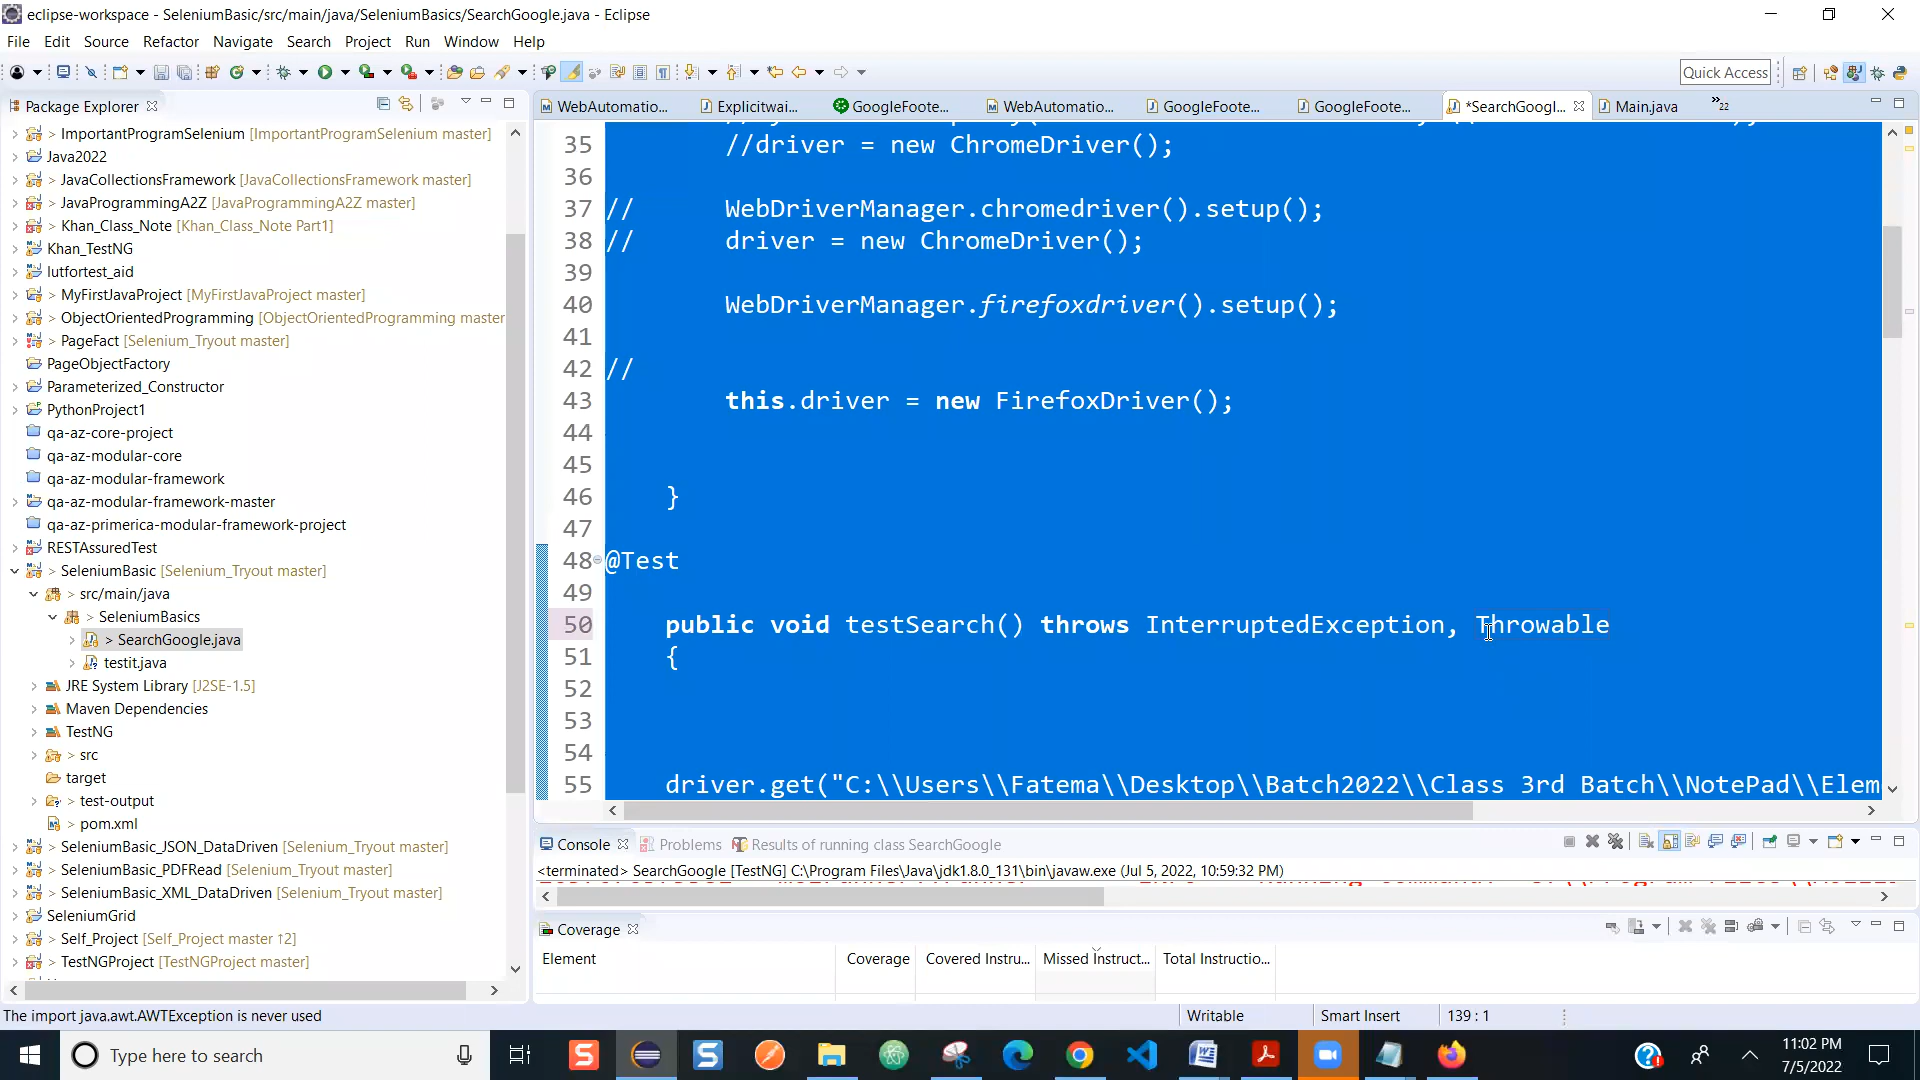 eclipse-workspace - SeleniumBasic/src/main/java/SeleniumBasics/SearchGoogle.java - Eclipse
File Edit Source Refactor Navigate Search Project Run Window Help
Quick Access
Package Explorer
WebAutomatio... Explicitwai... GoogleFoote... WebAutomatio... GoogleFoote... GoogleFoote... *SearchGoogl... Main.java »22
> ImportantProgramSelenium [ImportantProgramSelenium master]
Java2022
> JavaCollectionsFramework [JavaCollectionsFramework master]
> JavaProgrammingA2Z [JavaProgrammingA2Z master]
> Khan_Class_Note [Khan_Class_Note Part1]
Khan_TestNG
lutfortest_aid
> MyFirstJavaProject [MyFirstJavaProject master]
> ObjectOrientedProgramming [ObjectOrientedProgramming master
> PageFact [Selenium_Tryout master]
PageObjectFactory
Parameterized_Constructor
PythonProject1
qa-az-core-project
qa-az-modular-core
qa-az-modular-framework
qa-az-modular-framework-master
qa-az-primerica-modular-framework-project
RESTAssuredTest
> SeleniumBasic [Selenium_Tryout master]
> src/main/java
> SeleniumBasics
> SearchGoogle.java
testit.java
JRE System Library [J2SE-1.5]
Maven Dependencies
TestNG
> src
target
> test-output
> pom.xml
> SeleniumBasic_JSON_DataDriven [Selenium_Tryout master]
> SeleniumBasic_PDFRead [Selenium_Tryout master]
> SeleniumBasic_XML_DataDriven [Selenium_Tryout master]
SeleniumGrid
> Self_Project [Self_Project master ↑2]
> TestNGProject [TestNGProject master]
35 //driver = new ChromeDriver();
36
37 // WebDriverManager.chromedriver().setup();
38 // driver = new ChromeDriver();
39
40 WebDriverManager.firefoxdriver().setup();
41
42 //
43 this.driver = new FirefoxDriver();
44
45
46 }
47
48 @Test
49
50 public void testSearch() throws InterruptedException, Throwable
51 {
52
53
54
55 driver.get("C:\\Users\\Fatema\\Desktop\\Batch2022\\Class 3rd Batch\\NotePad\\Elem
Console Problems Results of running class SearchGoogle
<terminated> SearchGoogle [TestNG] C:\Program Files\Java\jdk1.8.0_131\bin\javaw.exe (Jul 5, 2022, 10:59:32 PM)
Coverage
Element Coverage Covered Instru... Missed Instruct... Total Instructio...
The import java.awt.AWTException is never used
Writable Smart Insert 139 : 1
Type here to search
11:02 PM
7/5/2022